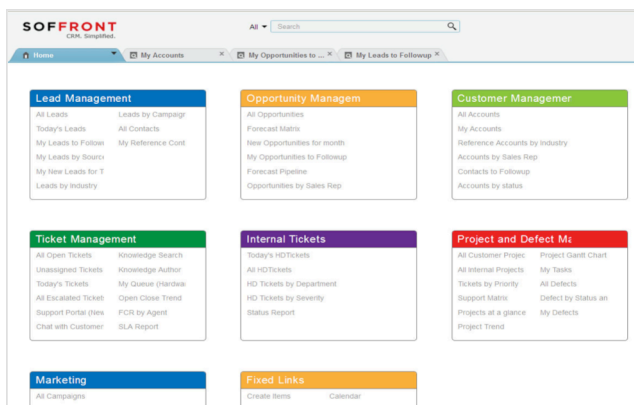 SOFFRONT
CRM. Simplified.
All
Search
Home
My Accounts
My Opportunities to ...
My Leads to Followup
Lead Management
All Leads
Leads by Campaigr
Today's Leads
All Contacts
My Leads to Follow
My Reference Cont
My Leads by Source
My New Leads for T
Leads by Industry
Opportunity Managem
All Opportunities
Forecast Matrix
New Opportunities for month
My Opportunities to Followup
Forecast Pipeline
Opportunities by Sales Rep
Customer Managemer
All Accounts
My Accounts
Reference Accounts by Industry
Accounts by Sales Rep
Contacts to Followup
Accounts by status
Ticket Management
All Open Tickets
Knowledge Search
Unassigned Tickets
Knowledge Author
Today's Tickets
My Queue (Hardwa
All Escalated Ticket
Open Close Trend
Support Portal (Nes
FCR by Agent
Chat with Customer
SLA Report
Internal Tickets
Today's HDTickets
All HDTickets
HD Tickets by Department
HD Tickets by Severity
Status Report
Project and Defect Ma
All Customer Projec
Project Gantt Chart
All Internal Projects
My Tasks
Tickets by Priority
All Defects
Support Matrix
Defect by Status an
Projects at a glance
My Defects
Project Trend
Marketing
All Campaigns
Fixed Links
Create Items
Calendar